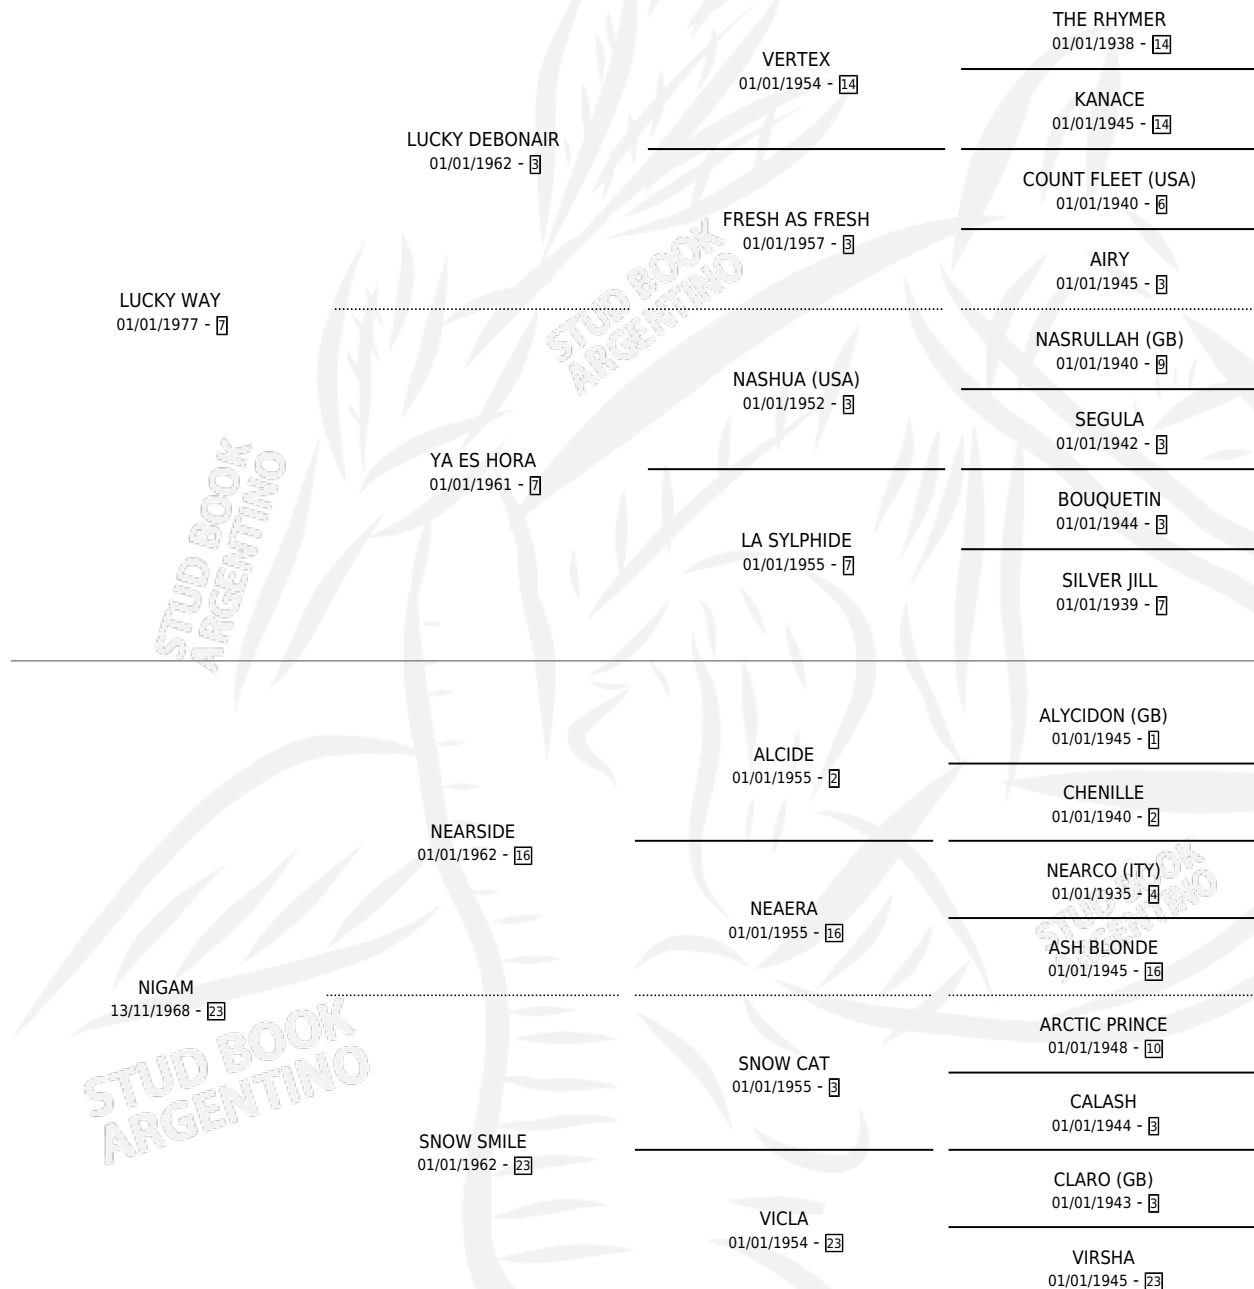 THE RHYMER
01/01/1938 - 14
VERTEX
01/01/1954 - 14
KANACE
01/01/1945 - 14
LUCKY DEBONAIR
01/01/1962 - 3
COUNT FLEET (USA)
01/01/1940 - 6
FRESH AS FRESH
01/01/1957 - 3
AIRY
01/01/1945 - 3
LUCKY WAY
01/01/1977 - 7
NASRULLAH (GB)
01/01/1940 - 9
NASHUA (USA)
01/01/1952 - 3
SEGULA
01/01/1942 - 3
YA ES HORA
01/01/1961 - 7
BOUQUETIN
01/01/1944 - 3
LA SYLPHIDE
01/01/1955 - 7
SILVER JILL
01/01/1939 - 7
ALYCIDON (GB)
01/01/1945 - 1
ALCIDE
01/01/1955 - 2
CHENILLE
01/01/1940 - 2
NEARSIDE
01/01/1962 - 16
NEARCO (ITY)
01/01/1935 - 4
NEAERA
01/01/1955 - 16
ASH BLONDE
01/01/1945 - 16
NIGAM
13/11/1968 - 23
ARCTIC PRINCE
01/01/1948 - 10
SNOW CAT
01/01/1955 - 3
CALASH
01/01/1944 - 3
SNOW SMILE
01/01/1962 - 23
CLARO (GB)
01/01/1943 - 3
VICLA
01/01/1954 - 23
VIRSHA
01/01/1945 - 23
STUD BOOK
ARGENTINO
STUD BOOK
ARGENTINO
STUD BOOK
ARGENTINO
STUD BOOK
ARGENTINO